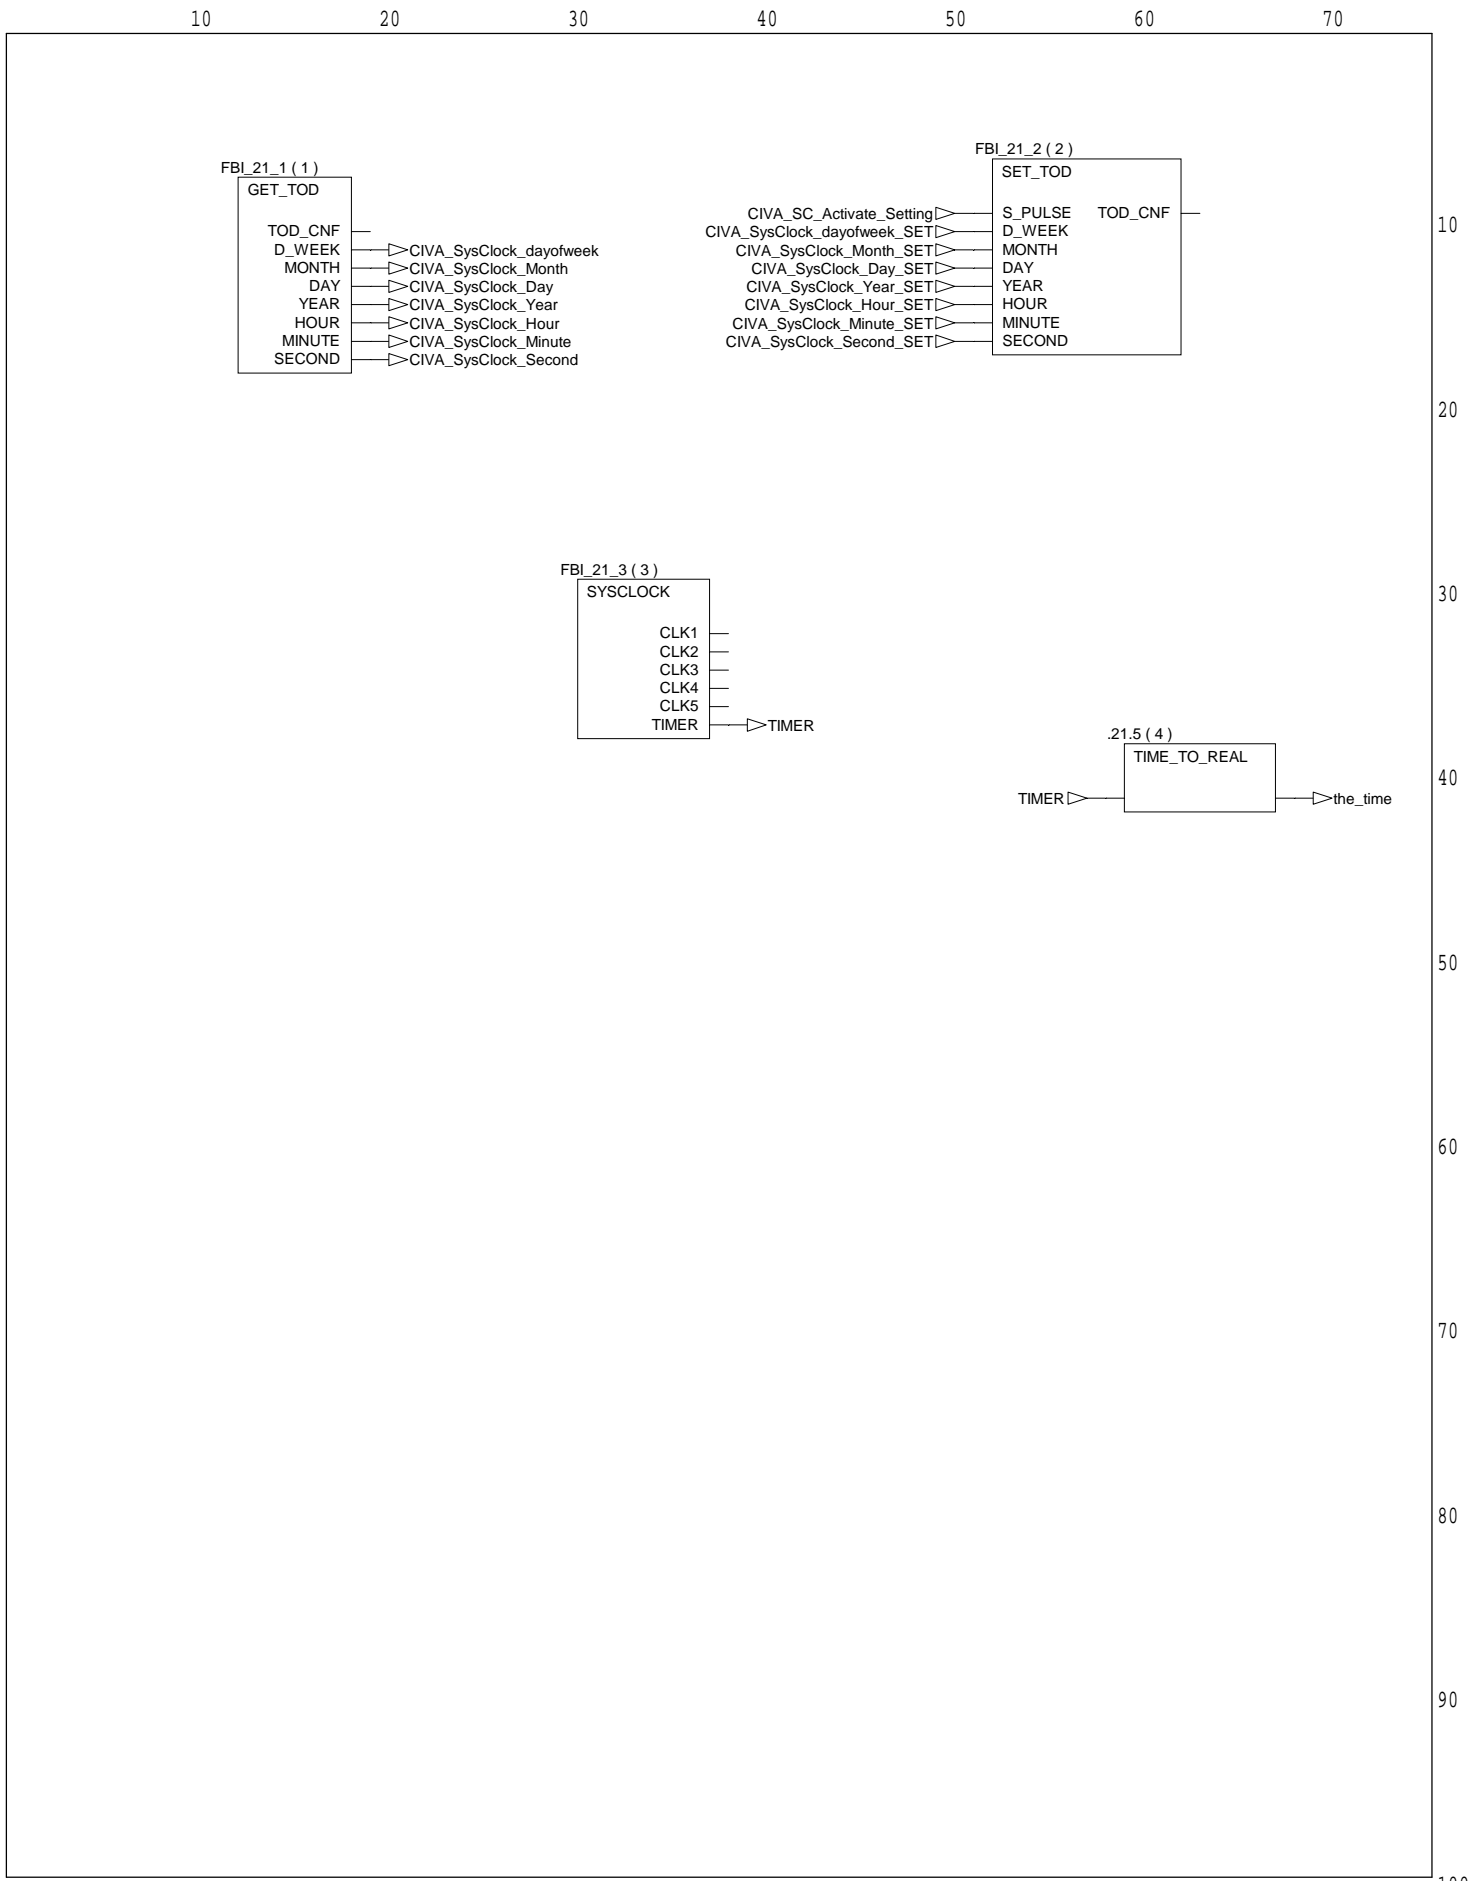 10 20 30 40 50 60 70
FBI_21_2 ( 2 )
SET_TOD
FBI_21_1 ( 1 )
GET_TOD
CIVA_SC_Activate_Setting S_PULSE TOD_CNF
10
TOD_CNF
CIVA_SysClock_dayofweek_SET D_WEEK
D_WEEK CIVA_SysClock_dayofweek
CIVA_SysClock_Month_SET MONTH
MONTH CIVA_SysClock_Month
CIVA_SysClock_Day_SET DAY
DAY CIVA_SysClock_Day
CIVA_SysClock_Year_SET YEAR
YEAR CIVA_SysClock_Year
CIVA_SysClock_Hour_SET HOUR
HOUR CIVA_SysClock_Hour
CIVA_SysClock_Minute_SET MINUTE
MINUTE CIVA_SysClock_Minute
CIVA_SysClock_Second_SET SECOND
SECOND CIVA_SysClock_Second
20
FBI_21_3 ( 3 )
SYSCLOCK
30
CLK1
CLK2
CLK3
CLK4
CLK5
TIMER TIMER
.21.5 ( 4 )
TIME_TO_REAL
40
TIMER the_time
50
60
70
80
90